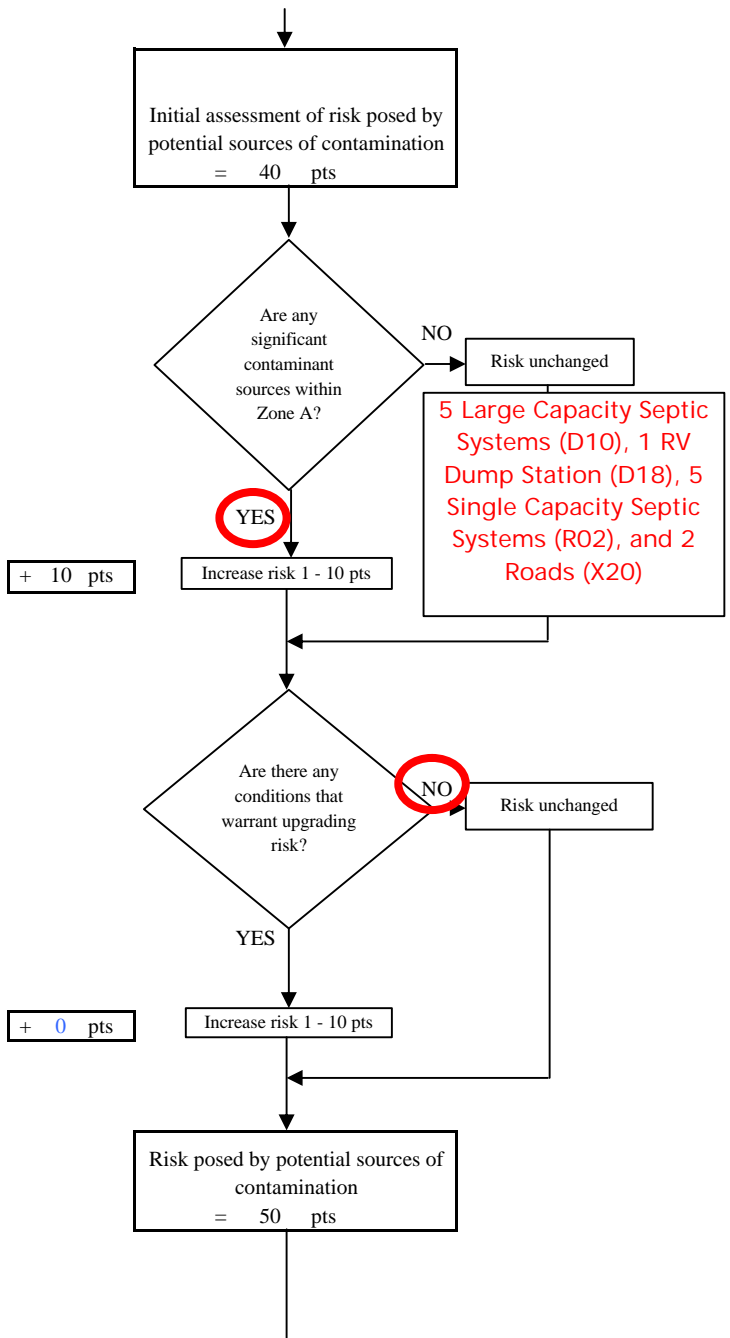 Initial assessment of risk posed by
potential sources of contamination
= 40 pts
Are any
significant
contaminant
sources within
Zone A?
NO
Risk unchanged
5 Large Capacity Septic
Systems (D10), 1 RV
Dump Station (D18), 5
Single Capacity Septic
Systems (R02), and 2
Roads (X20)
YES
+ 10 pts
Increase risk 1 - 10 pts
Are there any
conditions that
warrant upgrading
risk?
NO
Risk unchanged
YES
+ 0 pts
Increase risk 1 - 10 pts
Risk posed by potential sources of
contamination
= 50 pts